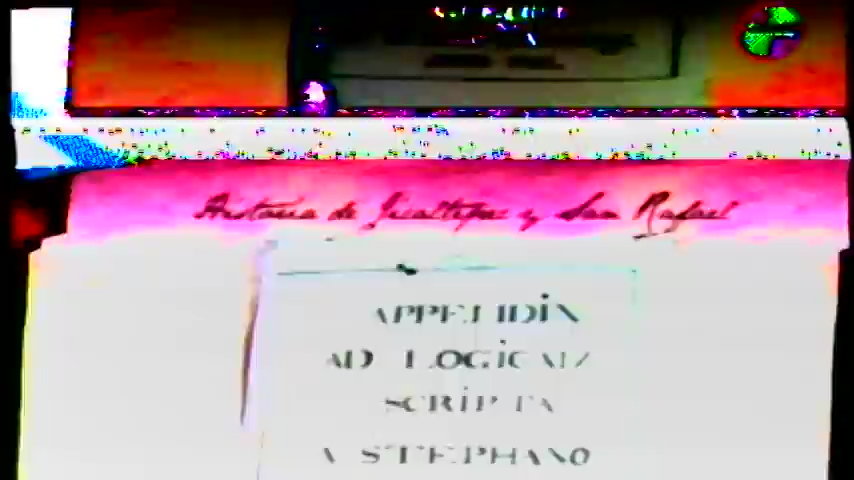 Historia de Jicaltepec y San Rafael
APPENDIX
AD LOGICAM
SCRIPTA
A STEPHANO